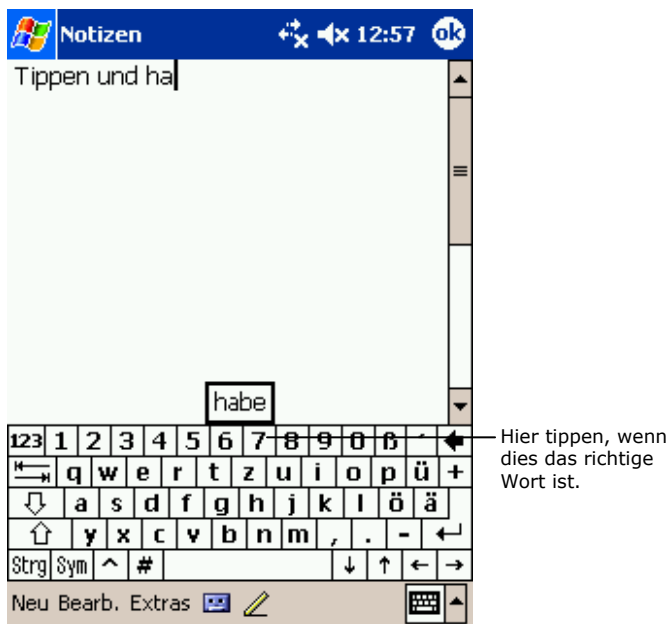 Notizen 12:57 ok
Tippen und ha
habe
123 1 2 3 4 5 6 7 8 9 0 ß ´
q w e r t z u i o p ü +
a s d f g h j k l ö ä
y x c v b n m , . -
Strg Sym ^ # ↓ ↑ ← →
Neu Bearb. Extras
Hier tippen, wenn
dies das richtige
Wort ist.